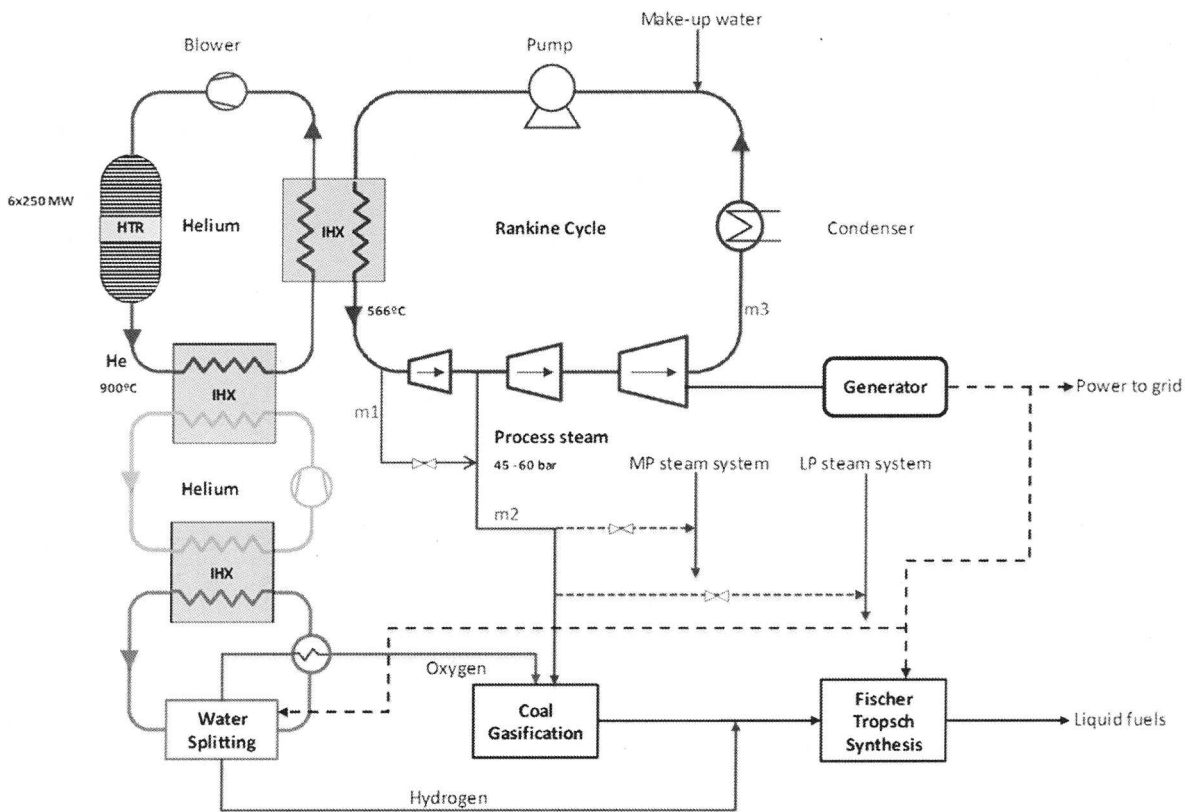 Make-up water
Blower
Pump
6x250 MW
HTR
Helium
IHX
Rankine Cycle
Condenser
566ºC
m3
He
900ºC
IHX
Generator
Power to grid
m1
Process steam
45 -60 bar
MP steam system
LP steam system
Helium
m2
IHX
Oxygen
Water
Splitting
Coal
Gasification
Fischer
Tropsch
Synthesis
Liquid fuels
Hydrogen